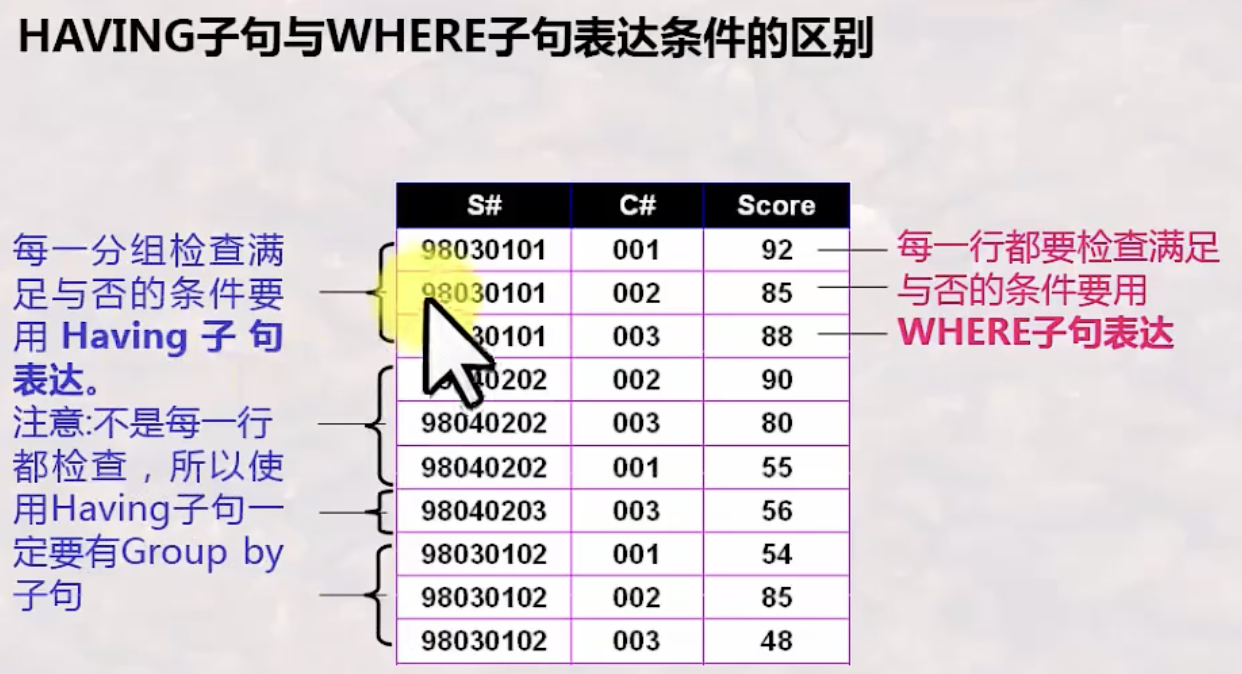 HAVING子句与WHERE子句表达条件的区别
每一分组检查满
足与否的条件要
用 Having 子 句
表达。
注意:不是每一行
都检查，所以使
用Having子句一
定要有Group by
子句
S# C# Score
98030101 001 92
98030101 002 85
30101 003 88
40202 002 90
98040202 003 80
98040202 001 55
98040203 003 56
98030102 001 54
98030102 002 85
98030102 003 48
每一行都要检查满足
与否的条件要用
WHERE子句表达